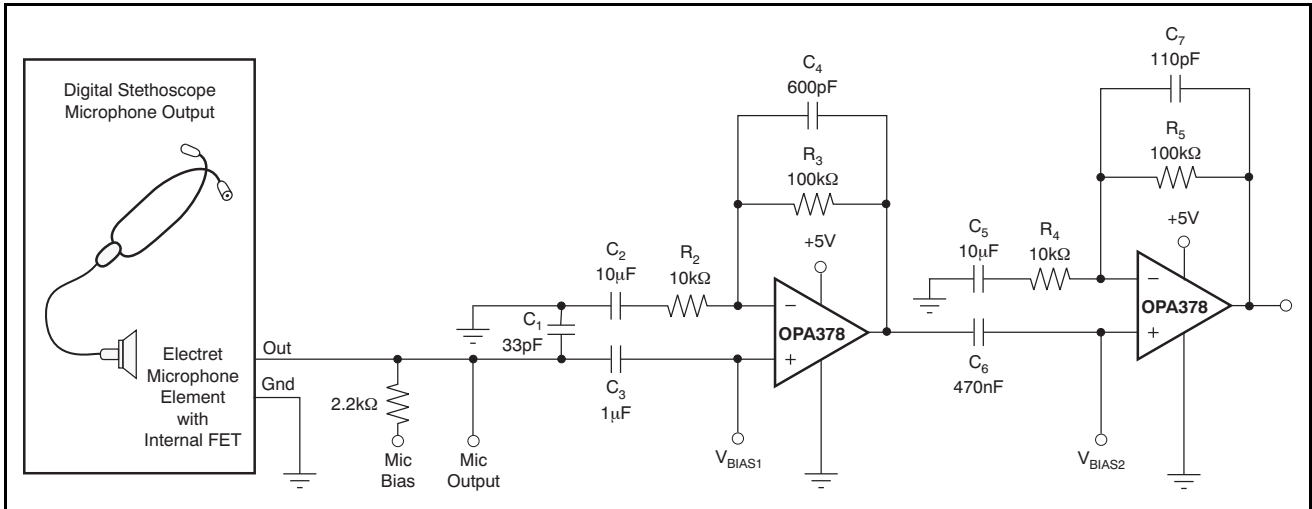 Digital Stethoscope
Microphone Output
Electret
Microphone
Element
with
Internal FET
Out
Gnd
2.2kΩ
Mic
Bias
Mic
Output
C1
33pF
C2
10μF
R2
10kΩ
C3
1μF
VBIAS1
C4
600pF
R3
100kΩ
+5V
−
OPA378
+
C5
10μF
R4
10kΩ
C6
470nF
VBIAS2
C7
110pF
R5
100kΩ
+5V
−
OPA378
+